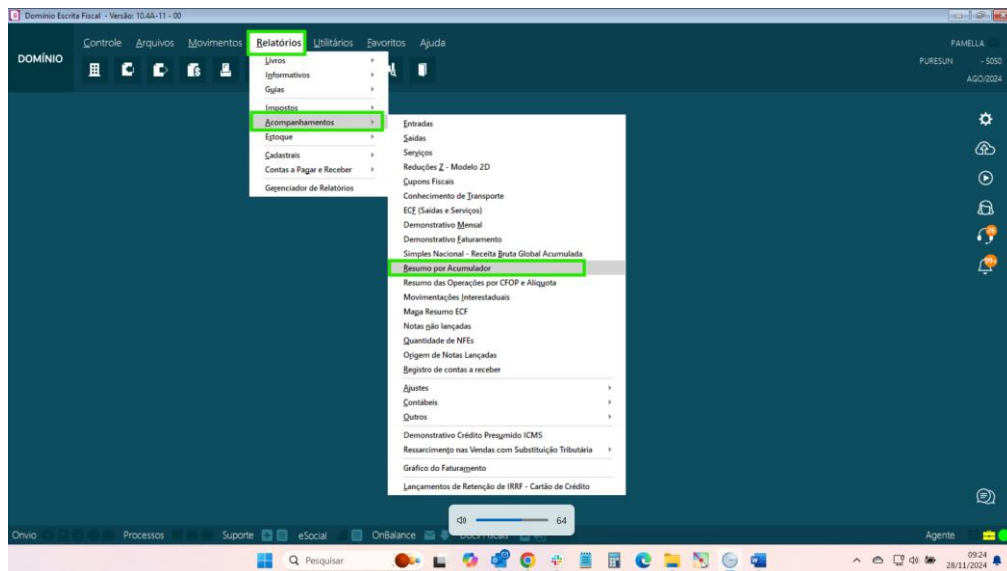 Domínio Escrita Fiscal - Versão: 10.4A-11 - 00
DOMÍNIO
Controle Arquivos Movimentos Relatórios Utilitários Favoritos Ajuda
PAMELLA
PURESUN - 5050
AGO/2024
Livros
Informativos
Guias
Impostos
Acompanhamentos
Estoque
Cadastrais
Contas a Pagar e Receber
Gerenciador de Relatórios
Entradas
Saídas
Serviços
Reduções Z - Modelo 2D
Cupons Fiscais
Conhecimento de Transporte
ECF (Saídas e Serviços)
Demonstrativo Mensal
Demonstrativo Faturamento
Simples Nacional - Receita Bruta Global Acumulada
Resumo por Acumulador
Resumo das Operações por CFOP e Alíquota
Movimentações Interestaduais
Mapa Resumo ECF
Notas não lançadas
Quantidade de NFEs
Origem de Notas Lançadas
Registro de contas a receber
Ajustes
Contábeis
Outros
Demonstrativo Crédito Presumido ICMS
Ressarcimento nas Vendas com Substituição Tributária
Gráfico do Faturamento
Lançamentos de Retenção de IRRF - Cartão de Crédito
26
99+
64
Onvio Processos Suporte eSocial OnBalance Docs Fiscais Agente
Pesquisar
09:24
28/11/2024